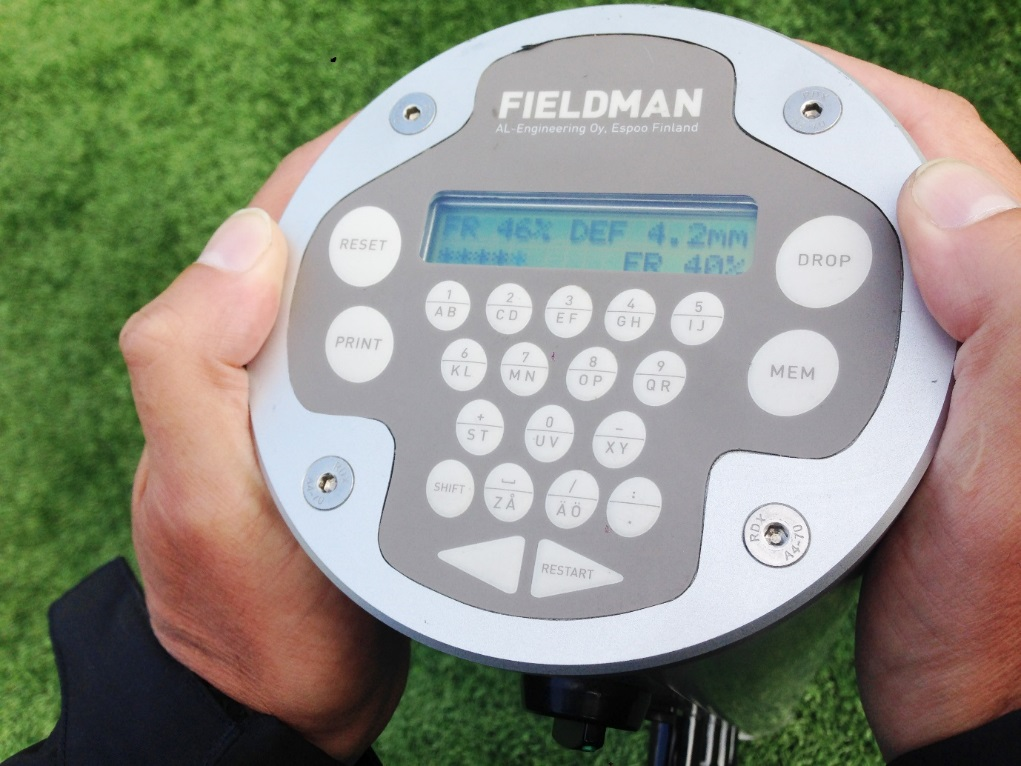 FIELDMAN
AL-Engineering Oy, Espoo Finland
FR 46% DEF 4.2mm
***** FR 40%
RESET
DROP
PRINT
MEM
1 2 3 4 5
AB CD EF GH IJ
6 7 8 9
KL MN OP QR
+ 0 -
ST UV XY
SHIFT ⎵ / :
ZÅ ÄÖ .
RESTART
RDX
A4-70